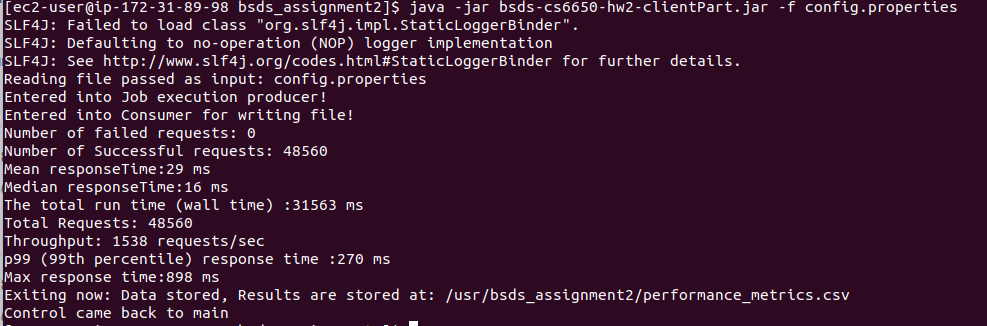 [ec2-user@ip-172-31-89-98 bsds_assignment2]$ java -jar bsds-cs6650-hw2-clientPart.jar -f config.properties
SLF4J: Failed to load class "org.slf4j.impl.StaticLoggerBinder".
SLF4J: Defaulting to no-operation (NOP) logger implementation
SLF4J: See http://www.slf4j.org/codes.html#StaticLoggerBinder for further details.
Reading file passed as input: config.properties
Entered into Job execution producer!
Entered into Consumer for writing file!
Number of failed requests: 0
Number of Successful requests: 48560
Mean responseTime:29 ms
Median responseTime:16 ms
The total run time (wall time) :31563 ms
Total Requests: 48560
Throughput: 1538 requests/sec
p99 (99th percentile) response time :270 ms
Max response time:898 ms
Exiting now: Data stored, Results are stored at: /usr/bsds_assignment2/performance_metrics.csv
Control came back to main